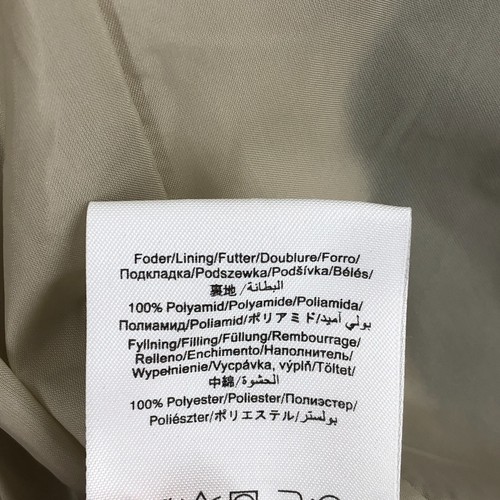 Foder/Lining/Futter/Doublure/Forro/
Подкладка/Podszewka/Podšívka/Bélés/
裏地/البطانة/
100% Polyamid/Polyamide/Poliamida/
Полиамид/Poliamid/ポリアミド/بولي أميد/
Fyllning/Filling/Füllung/Rembourrage/
Relleno/Enchimento/Наполнитель/
Wypełnienie/Vycpávka, výplň/Töltet/
中綿/الحشوة/
100% Polyester/Poliester/Полиэстер/
Poliészter/ポリエステル/بولستر/